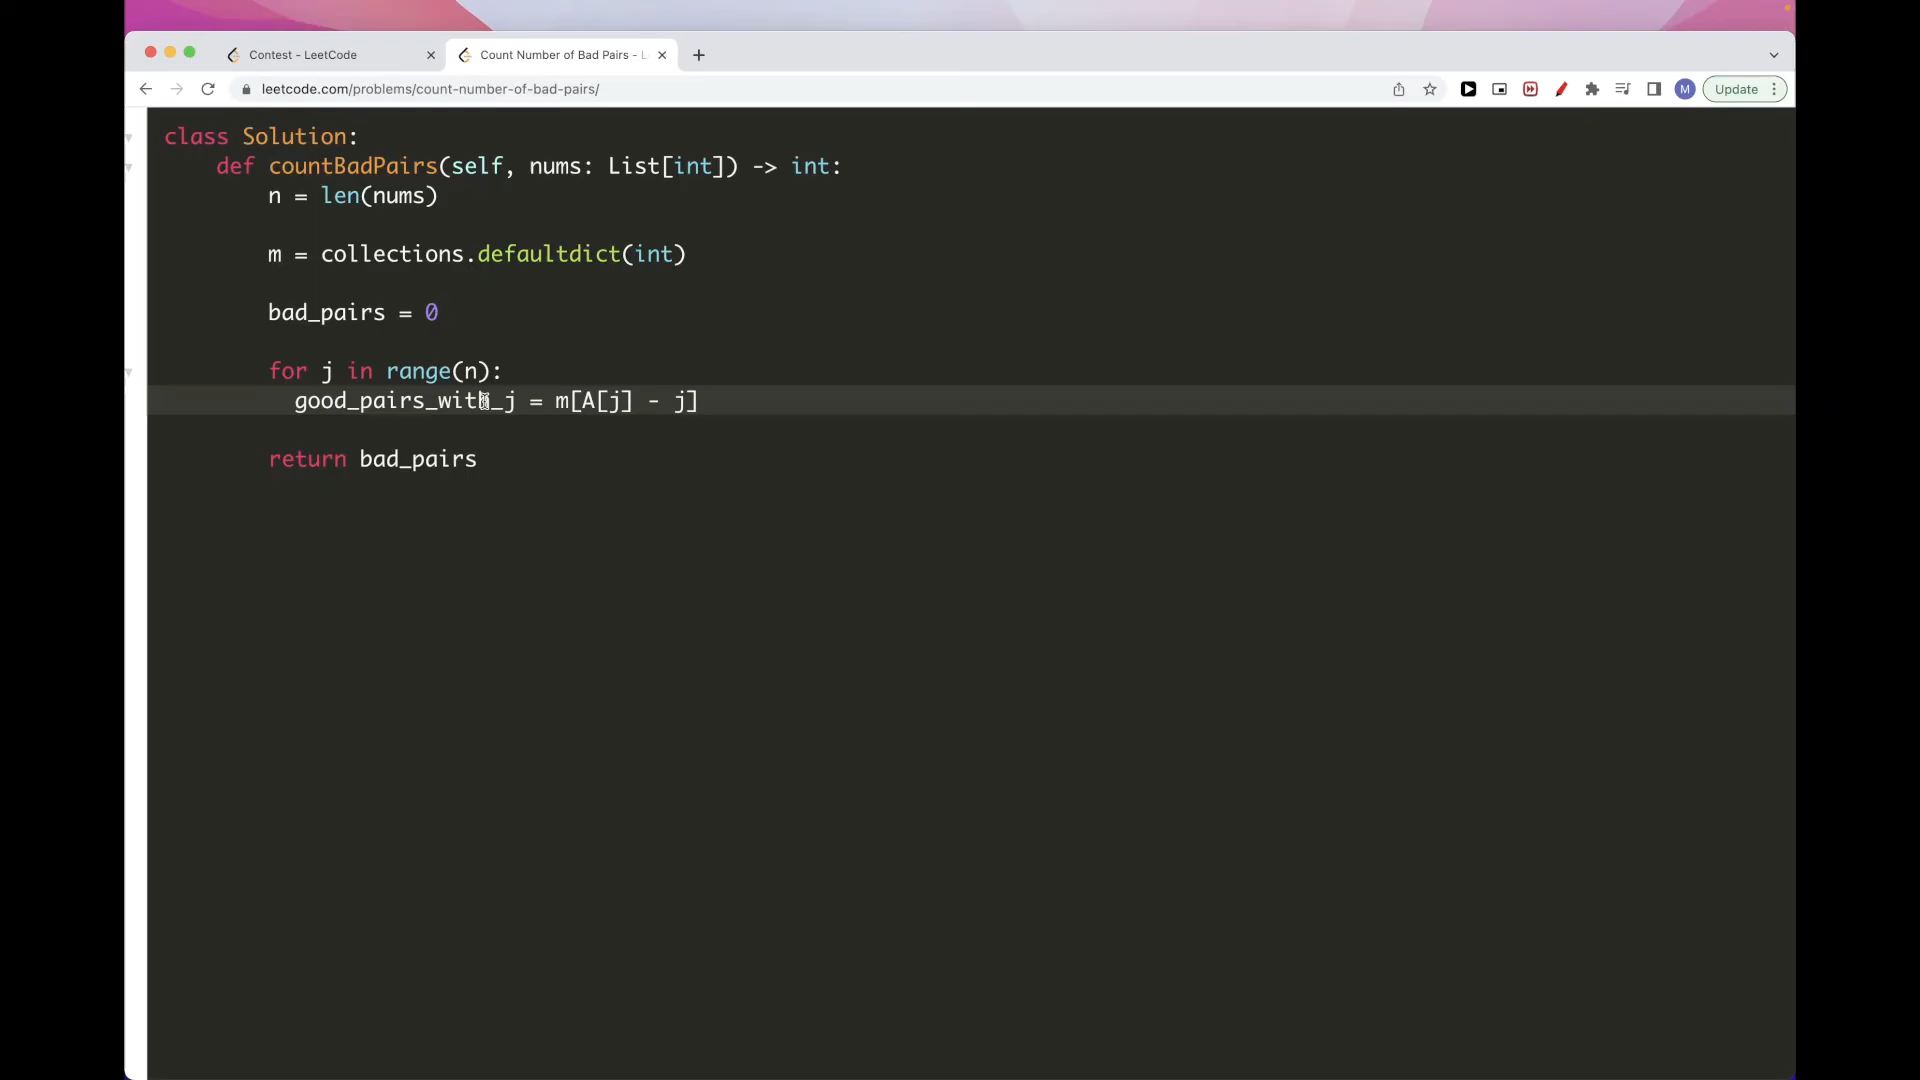 Contest - LeetCode
Count Number of Bad Pairs - L
leetcode.com/problems/count-number-of-bad-pairs/
M
Update
class Solution:
    def countBadPairs(self, nums: List[int]) -> int:
        n = len(nums)
        m = collections.defaultdict(int)
        bad_pairs = 0
        for j in range(n):
          good_pairs_with_j = m[A[j] - j]
        return bad_pairs